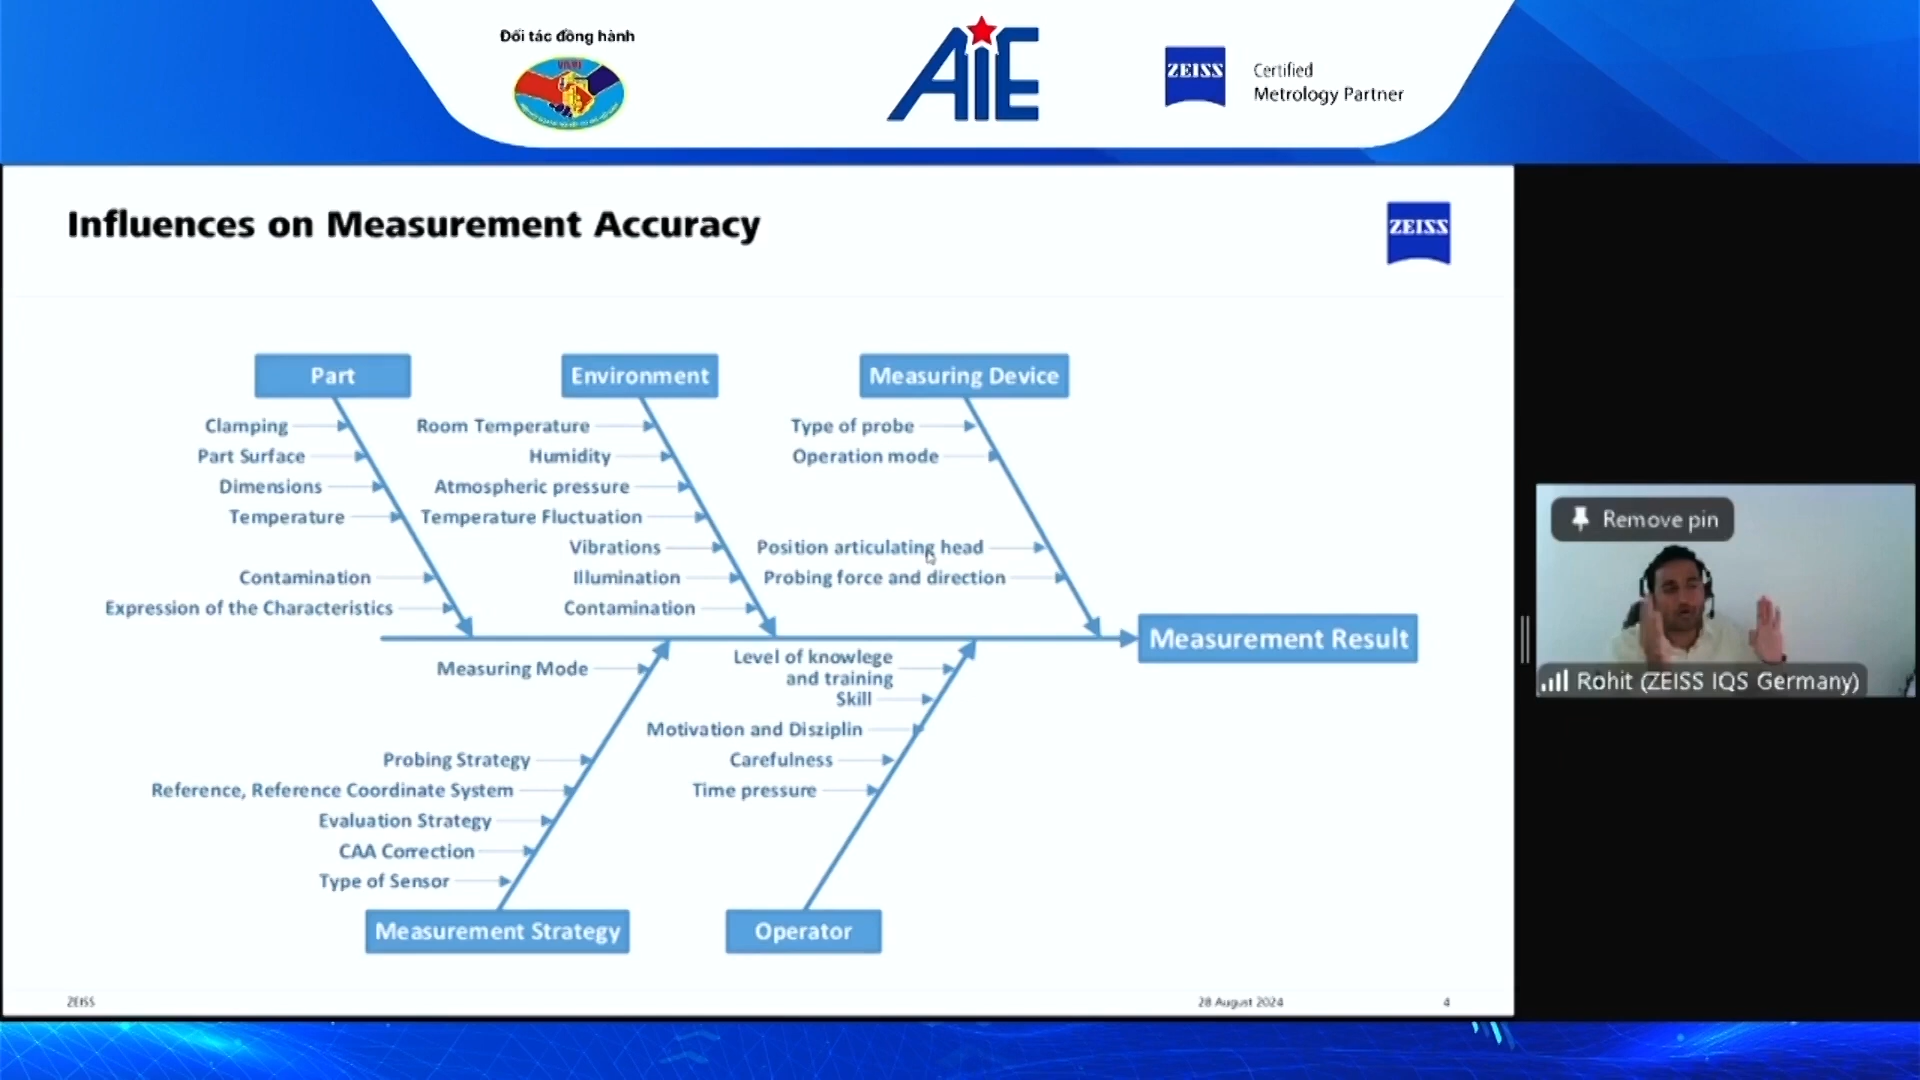 Đối tác đồng hành
AiE
ZEISS
Certified
Metrology Partner
Influences on Measurement Accuracy
ZEISS
Part
Environment
Measuring Device
Clamping
Part Surface
Dimensions
Temperature
Contamination
Expression of the Characteristics
Room Temperature
Humidity
Atmospheric pressure
Temperature Fluctuation
Vibrations
Illumination
Contamination
Type of probe
Operation mode
Position articulating head
Probing force and direction
Measurement Result
Measuring Mode
Probing Strategy
Reference, Reference Coordinate System
Evaluation Strategy
CAA Correction
Type of Sensor
Level of knowlege
and training
Skill
Motivation and Disziplin
Carefulness
Time pressure
Measurement Strategy
Operator
ZEISS
28 August 2024
4
Remove pin
Rohit (ZEISS IQS Germany)